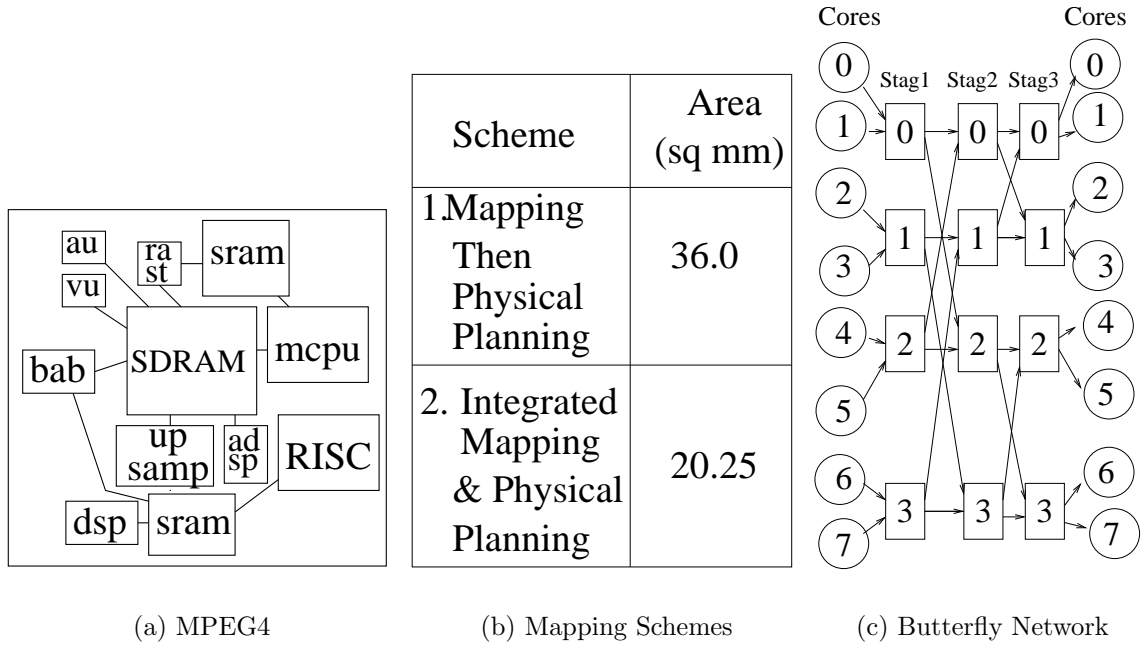 au
ra
st
sram
vu
SDRAM
mcpu
bab
up
samp
ad
sp
RISC
dsp
sram
(a) MPEG4
Scheme
Area
(sq mm)
1.Mapping
Then
Physical
Planning
36.0
2. Integrated
Mapping
& Physical
Planning
20.25
(b) Mapping Schemes
Cores
Cores
Stag1
Stag2
Stag3
0
1
2
3
4
5
6
7
0
0
0
1
1
1
2
2
2
3
3
3
0
1
2
3
4
5
6
7
(c) Butterfly Network